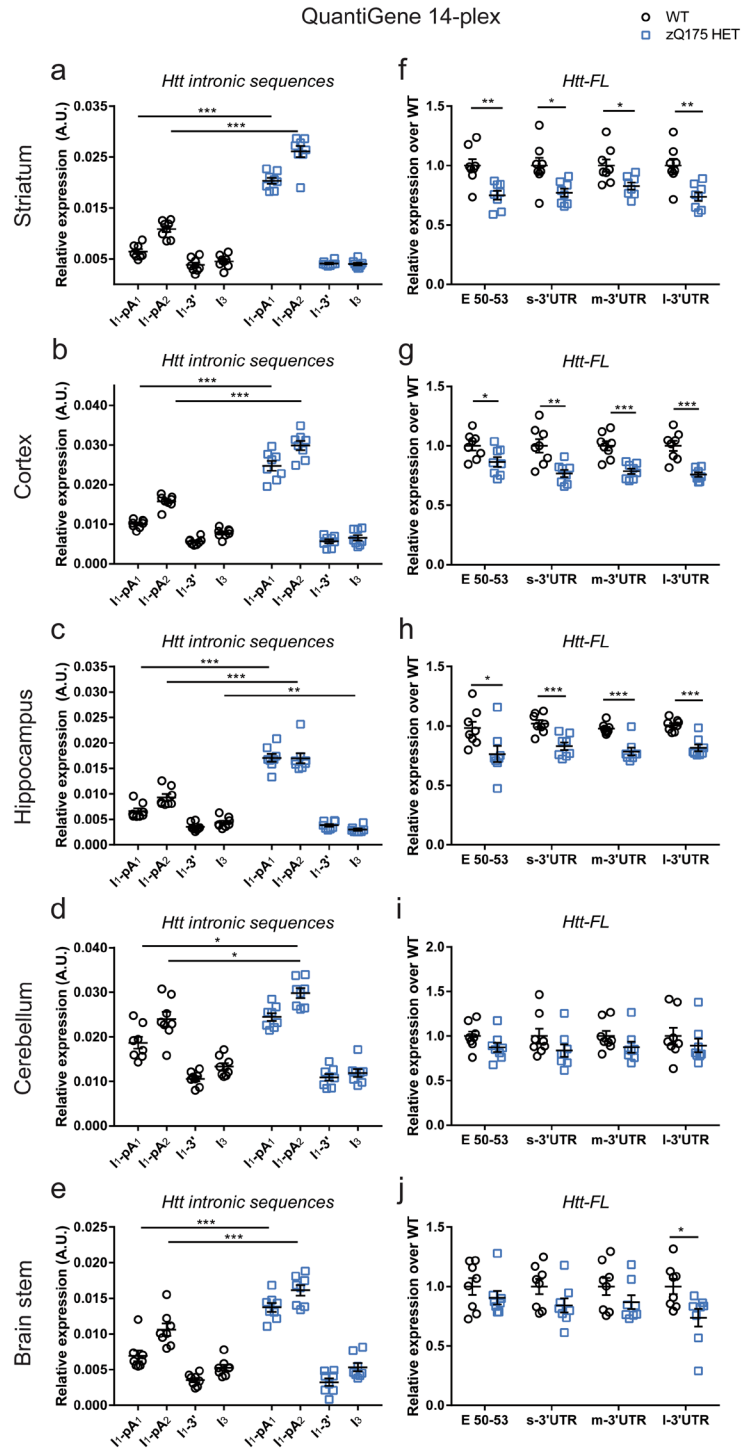 QuantiGene 14-plex
WT
zQ175 HET
Striatum
a
Htt intronic sequences
Relative expression (A.U.)
0.035
0.025
0.015
0.005
***
***
I1-pA1 I1-pA2 I1-3' I3 I1-pA1 I1-pA2 I1-3' I3
f
Htt-FL
Relative expression over WT
1.5
1.0
0.5
0
** * * **
E 50-53 s-3'UTR m-3'UTR l-3'UTR
Cortex
b
Htt intronic sequences
Relative expression (A.U.)
0.040
0.030
0.020
0.010
0.000
***
***
I1-pA1 I1-pA2 I1-3' I3 I1-pA1 I1-pA2 I1-3' I3
g
Htt-FL
Relative expression over WT
1.5
1.0
0.5
0
* ** *** ***
E 50-53 s-3'UTR m-3'UTR l-3'UTR
Hippocampus
c
Htt intronic sequences
Relative expression (A.U.)
0.035
0.030
0.025
0.020
0.015
0.010
0.005
0.000
***
***
**
I1-pA1 I1-pA2 I1-3' I3 I1-pA1 I1-pA2 I1-3' I3
h
Htt-FL
Relative expression over WT
1.5
1.0
0.5
0
* *** *** ***
E 50-53 s-3'UTR m-3'UTR l-3'UTR
Cerebellum
d
Htt intronic sequences
Relative expression (A.U.)
0.040
0.030
0.020
0.010
0.000
*
*
I1-pA1 I1-pA2 I1-3' I3 I1-pA1 I1-pA2 I1-3' I3
i
Htt-FL
Relative expression over WT
2.0
1.5
1.0
0.5
0
E 50-53 s-3'UTR m-3'UTR l-3'UTR
Brain stem
e
Htt intronic sequences
Relative expression (A.U.)
0.025
0.020
0.015
0.010
0.005
0.000
***
***
I1-pA1 I1-pA2 I1-3' I3 I1-pA1 I1-pA2 I1-3' I3
j
Htt-FL
Relative expression over WT
1.5
1.0
0.5
0
*
E 50-53 s-3'UTR m-3'UTR l-3'UTR